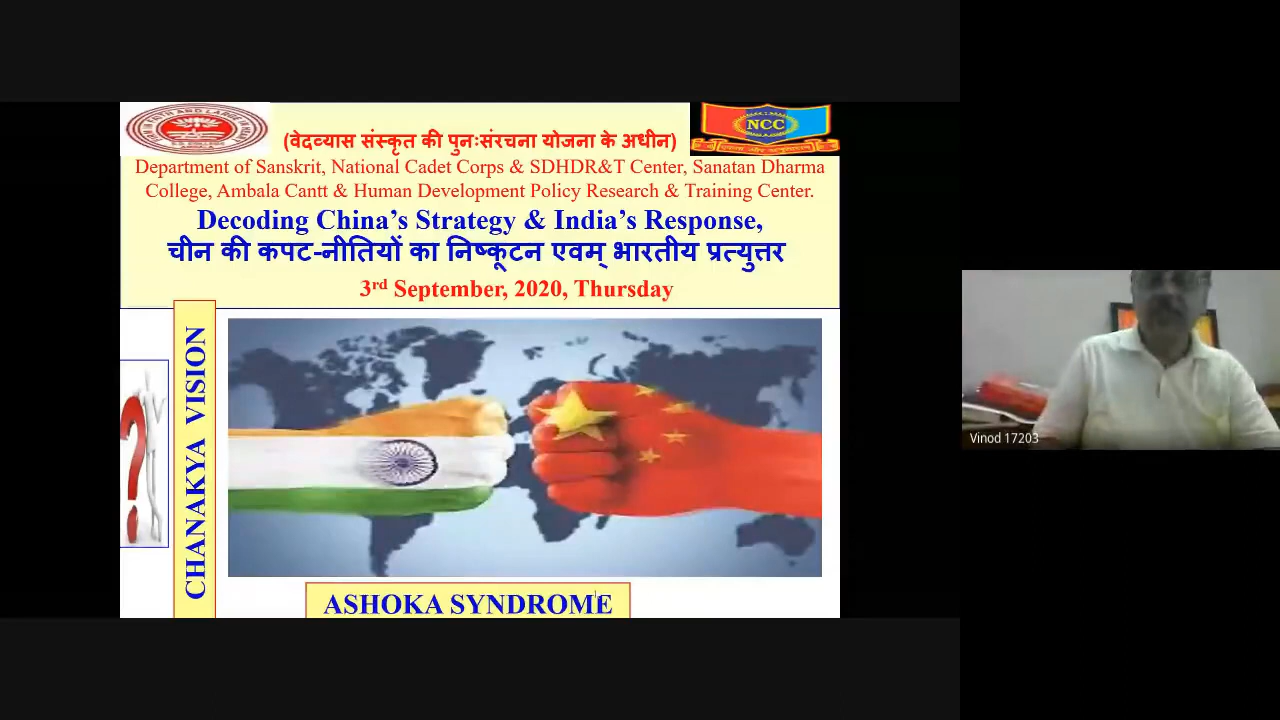 NCC
(वेदव्यास संस्कृत की पुनःसंरचना योजना के अधीन)
Department of Sanskrit, National Cadet Corps & SDHDR&T Center, Sanatan Dharma
College, Ambala Cantt & Human Development Policy Research & Training Center.
Decoding China’s Strategy & India’s Response,
चीन की कपट-नीतियों का निष्कूटन एवम् भारतीय प्रत्युत्तर
3rd September, 2020, Thursday
CHANAKYA VISION
?
ASHOKA SYNDROME
Vinod 17203